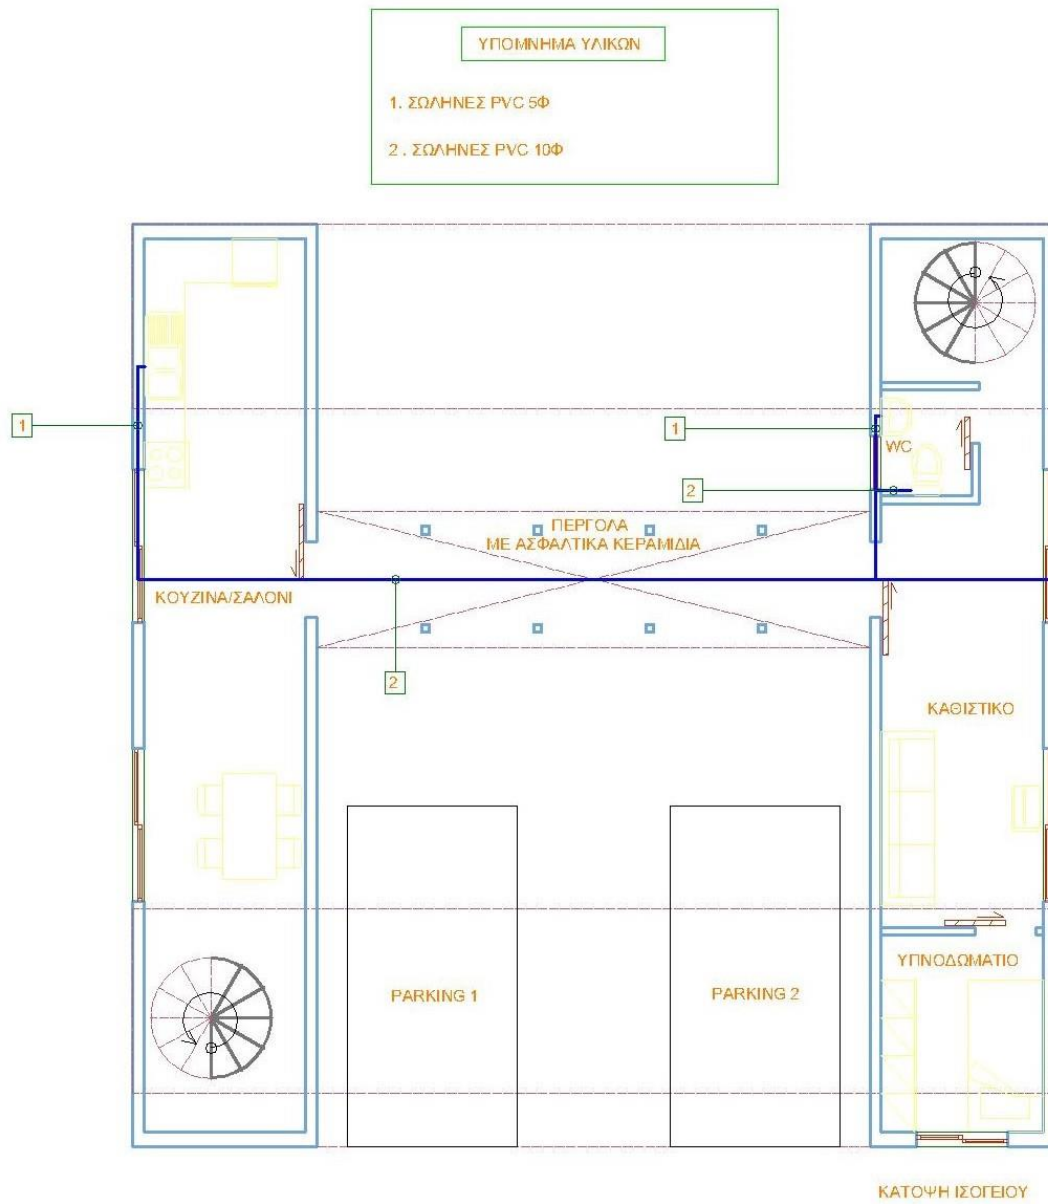 ΥΠΟΜΝΗΜΑ ΥΛΙΚΩΝ
1. ΣΩΛΗΝΕΣ PVC 5Φ
2 . ΣΩΛΗΝΕΣ PVC 10Φ
1
1
WC
2
ΠΕΡΓΟΛΑ
ΜΕ ΑΣΦΑΛΤΙΚΑ ΚΕΡΑΜΙΔΙΑ
ΚΟΥΖΙΝΑ/ΣΑΛΟΝΙ
2
ΚΑΘΙΣΤΙΚΟ
ΥΠΝΟΔΩΜΑΤΙΟ
PARKING 1
PARKING 2
ΚΑΤΟΨΗ ΙΣΟΓΕΙΟΥ